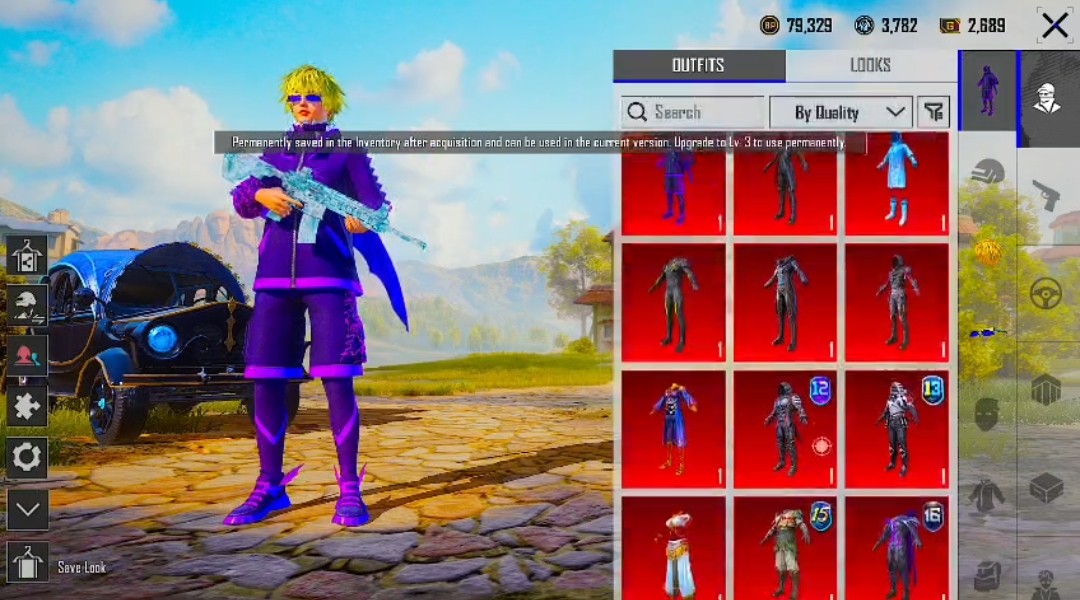 79,329 3,782 2,689
OUTFITS LOOKS
Search By Quality
Permanently saved in the Inventory after acquisition and can be used in the current version. Upgrade to Lv. 3 to use permanently.
1 1 1
1 1 1
12 13
1 1 1
15 16
Save Look